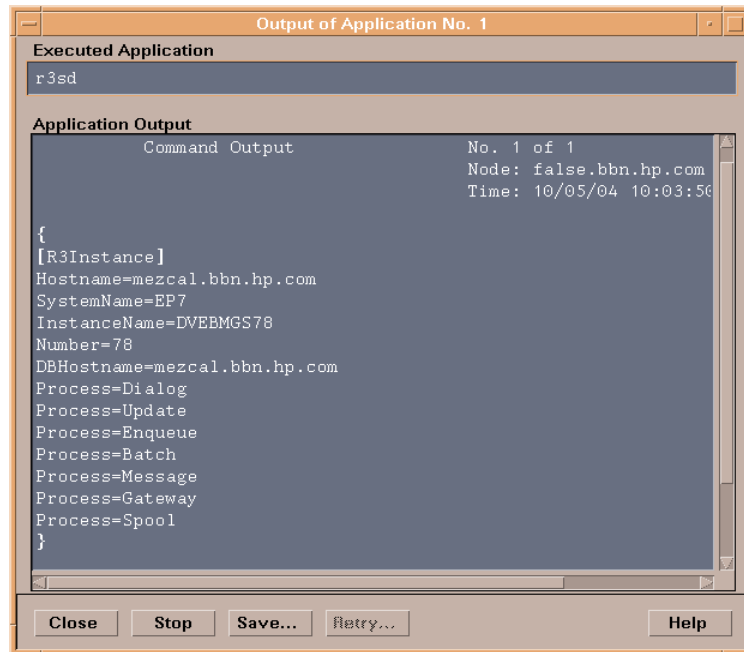 Output of Application No. 1
Executed Application
r3sd
Application Output
Command Output No. 1 of 1
Node: false.bbn.hp.com
Time: 10/05/04 10:03:50
{
[R3Instance]
Hostname=mezcal.bbn.hp.com
SystemName=EP7
InstanceName=DVEBMGS78
Number=78
DBHostname=mezcal.bbn.hp.com
Process=Dialog
Process=Update
Process=Enqueue
Process=Batch
Process=Message
Process=Gateway
Process=Spool
}
Close Stop Save... Retry... Help